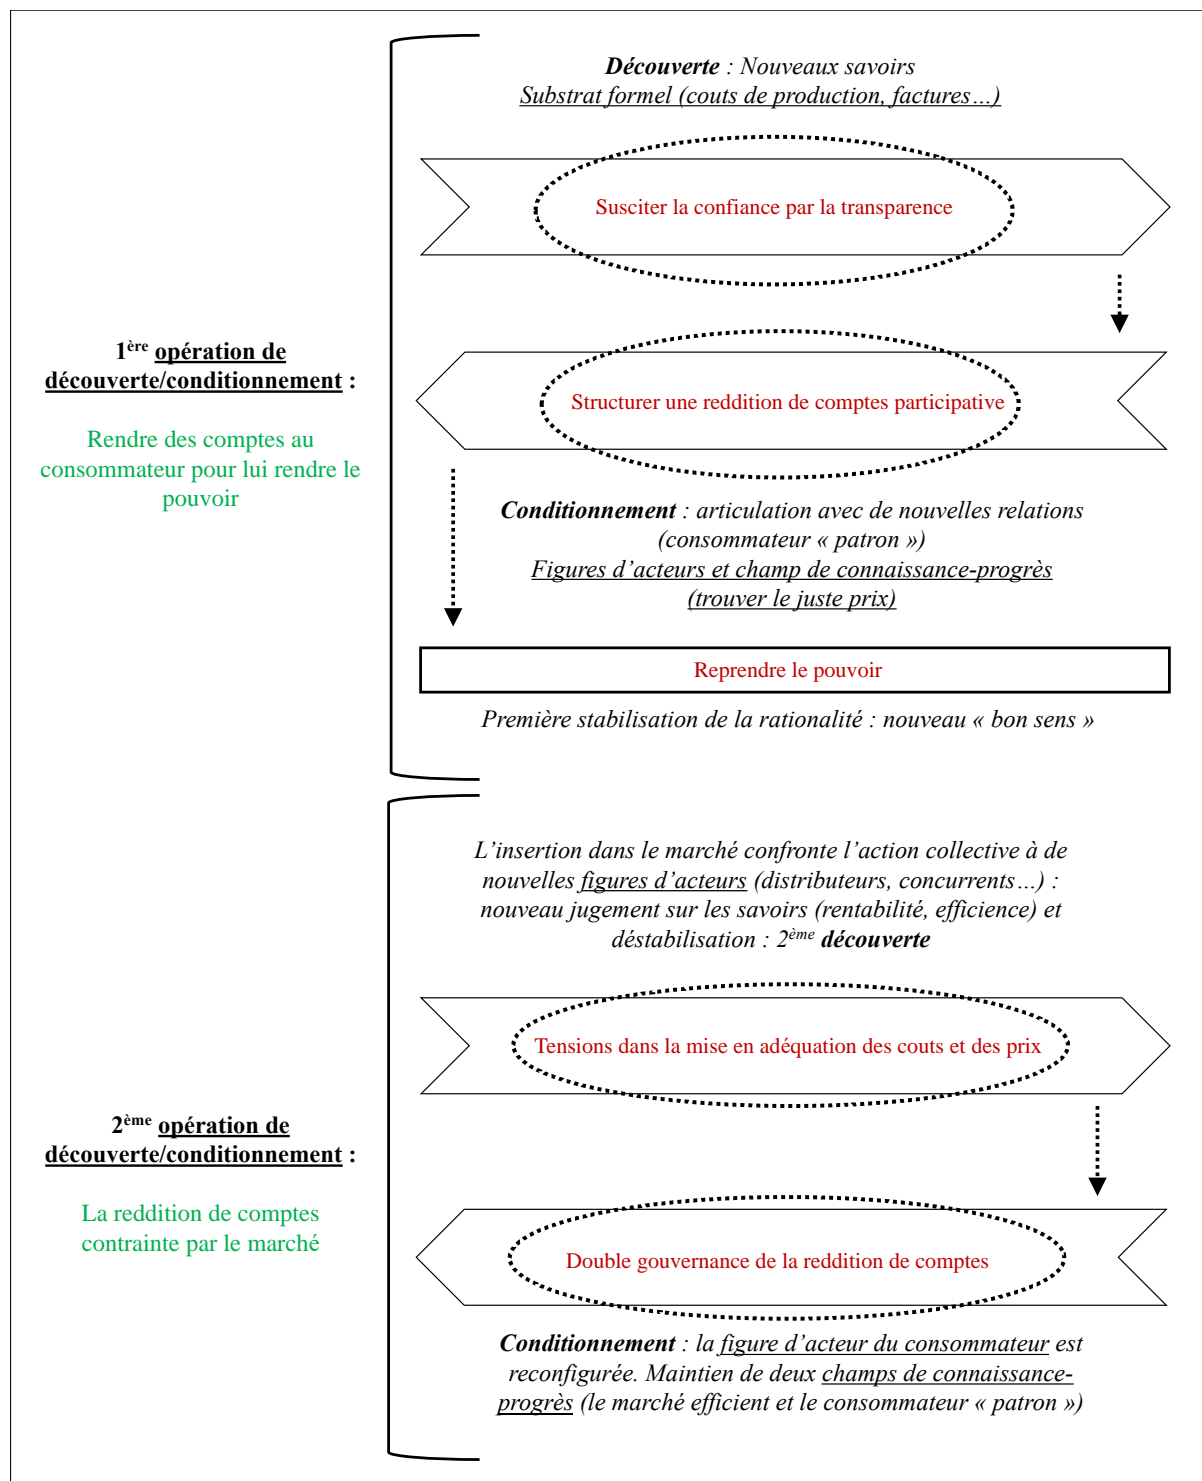 Découverte : Nouveaux savoirs
Substrat formel (couts de production, factures…)
Susciter la confiance par la transparence
1ère opération de
découverte/conditionnement :
Rendre des comptes au
consommateur pour lui rendre le
pouvoir
Structurer une reddition de comptes participative
Conditionnement : articulation avec de nouvelles relations
(consommateur « patron »)
Figures d’acteurs et champ de connaissance-progrès
(trouver le juste prix)
Reprendre le pouvoir
Première stabilisation de la rationalité : nouveau « bon sens »
L’insertion dans le marché confronte l’action collective à de
nouvelles figures d’acteurs (distributeurs, concurrents…) :
nouveau jugement sur les savoirs (rentabilité, efficience) et
déstabilisation : 2ème découverte
Tensions dans la mise en adéquation des couts et des prix
2ème opération de
découverte/conditionnement :
La reddition de comptes
contrainte par le marché
Double gouvernance de la reddition de comptes
Conditionnement : la figure d’acteur du consommateur est
reconfigurée. Maintien de deux champs de connaissance-
progrès (le marché efficient et le consommateur « patron »)